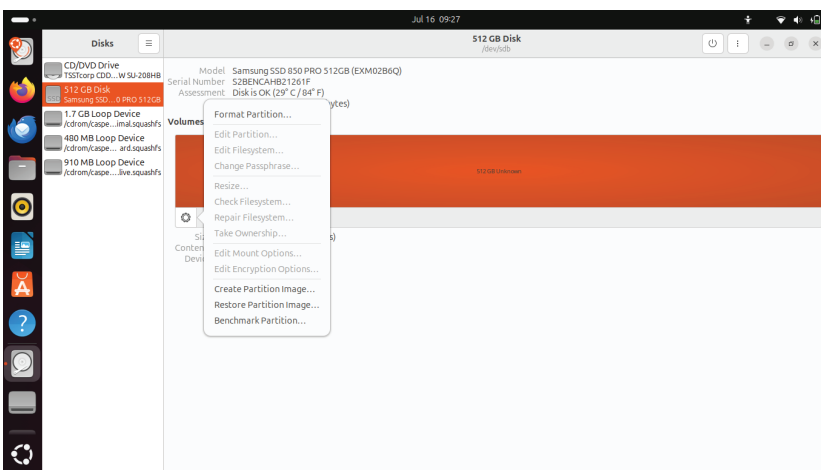 Jul 16 09:27
Disks
512 GB Disk
/dev/sdb
CD/DVD Drive
TSSTcorp CDD...W SU-208HB
512 GB Disk
Samsung SSD...0 PRO 512GB
1.7 GB Loop Device
/cdrom/caspe...imal.squashfs
480 MB Loop Device
/cdrom/caspe... ard.squashfs
910 MB Loop Device
/cdrom/caspe....live.squashfs
Model Samsung SSD 850 PRO 512GB (EXM02B6Q)
Serial Number S2BENCAHB21261F
Assessment Disk is OK (29° C / 84° F)
ytes)
Volumes
512 GB Unknown
Format Partition...
Edit Partition...
Edit Filesystem...
Change Passphrase...
Resize...
Check Filesystem...
Repair Filesystem...
Take Ownership...
Edit Mount Options...
Edit Encryption Options...
Create Partition Image...
Restore Partition Image...
Benchmark Partition...
Siz
s)
Conten
Devi